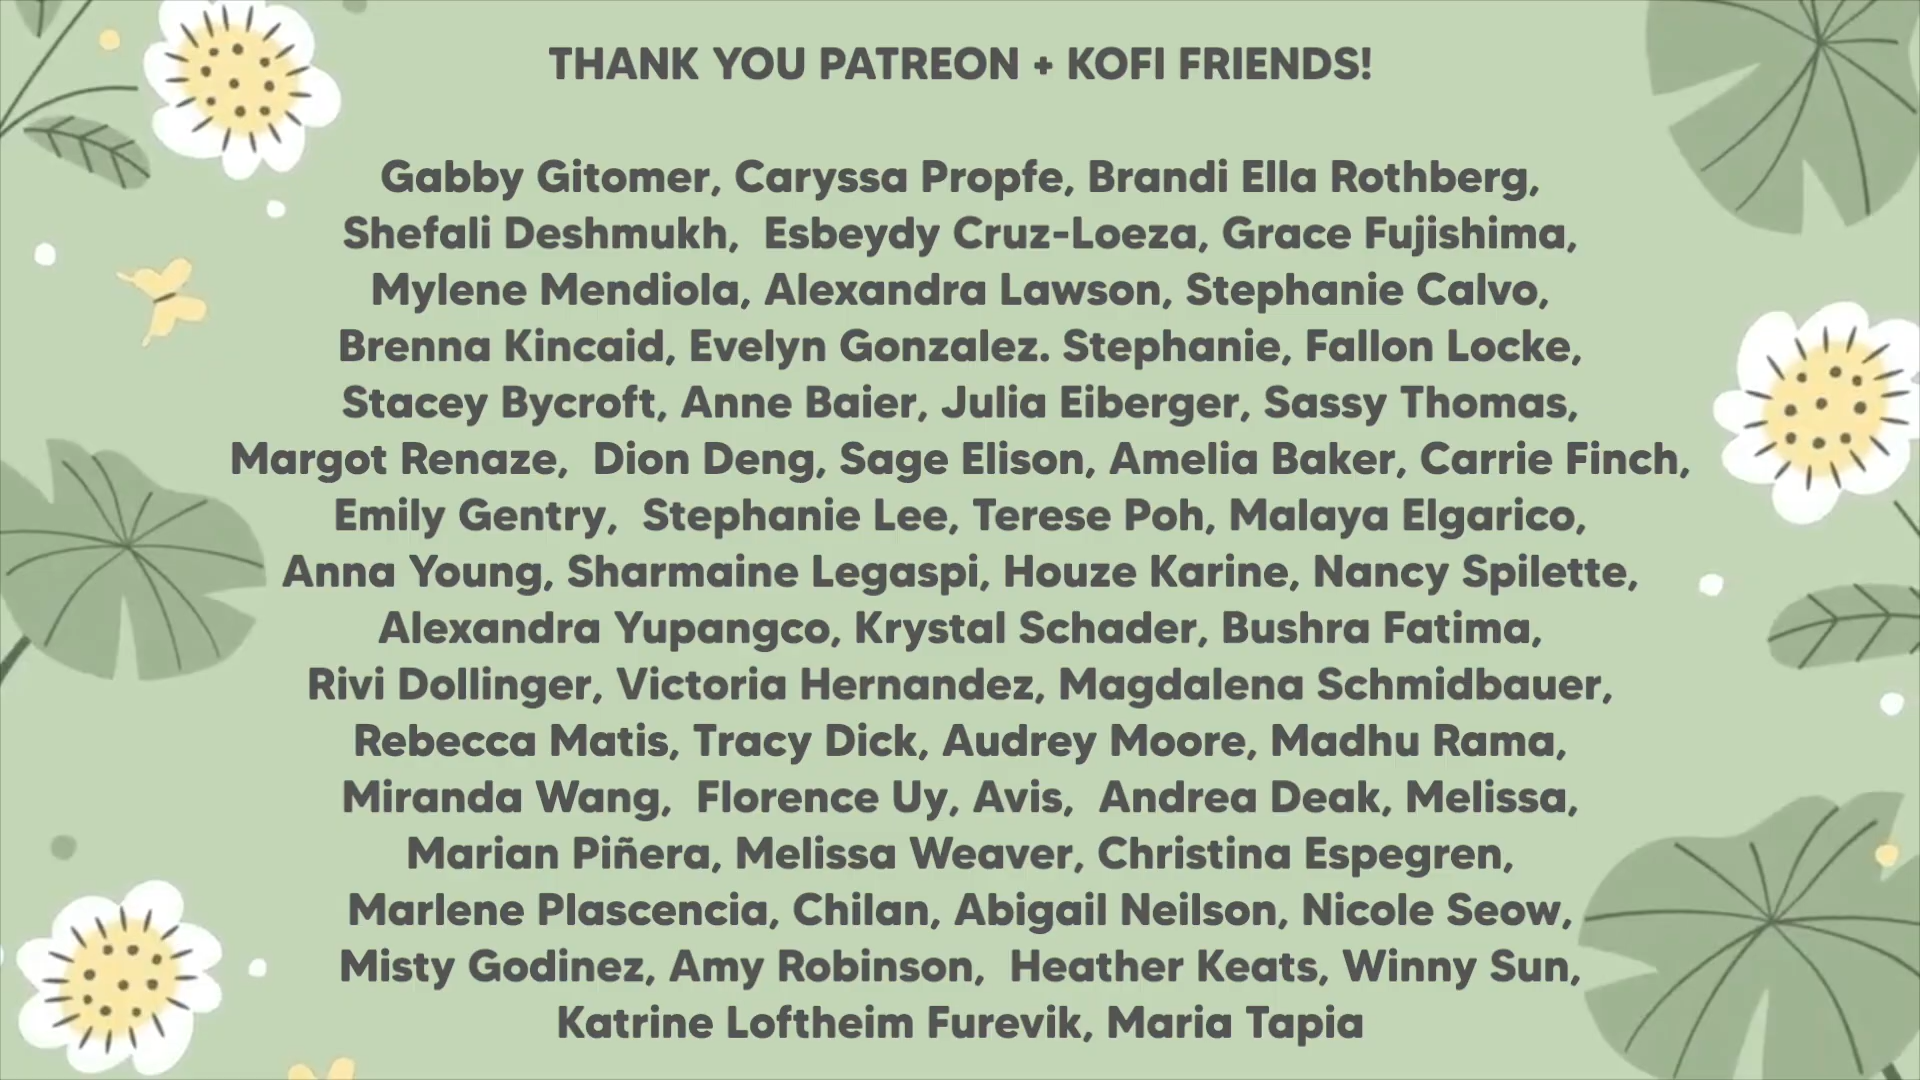 THANK YOU PATREON + KOFI FRIENDS!
Gabby Gitomer, Caryssa Propfe, Brandi Ella Rothberg,
Shefali Deshmukh,  Esbeydy Cruz-Loeza, Grace Fujishima,
Mylene Mendiola, Alexandra Lawson, Stephanie Calvo,
Brenna Kincaid, Evelyn Gonzalez. Stephanie, Fallon Locke,
Stacey Bycroft, Anne Baier, Julia Eiberger, Sassy Thomas,
Margot Renaze,  Dion Deng, Sage Elison, Amelia Baker, Carrie Finch,
Emily Gentry,  Stephanie Lee, Terese Poh, Malaya Elgarico,
Anna Young, Sharmaine Legaspi, Houze Karine, Nancy Spilette,
Alexandra Yupangco, Krystal Schader, Bushra Fatima,
Rivi Dollinger, Victoria Hernandez, Magdalena Schmidbauer,
Rebecca Matis, Tracy Dick, Audrey Moore, Madhu Rama,
Miranda Wang,  Florence Uy, Avis,  Andrea Deak, Melissa,
Marian Piñera, Melissa Weaver, Christina Espegren,
Marlene Plascencia, Chilan, Abigail Neilson, Nicole Seow,
Misty Godinez, Amy Robinson,  Heather Keats, Winny Sun,
Katrine Loftheim Furevik, Maria Tapia